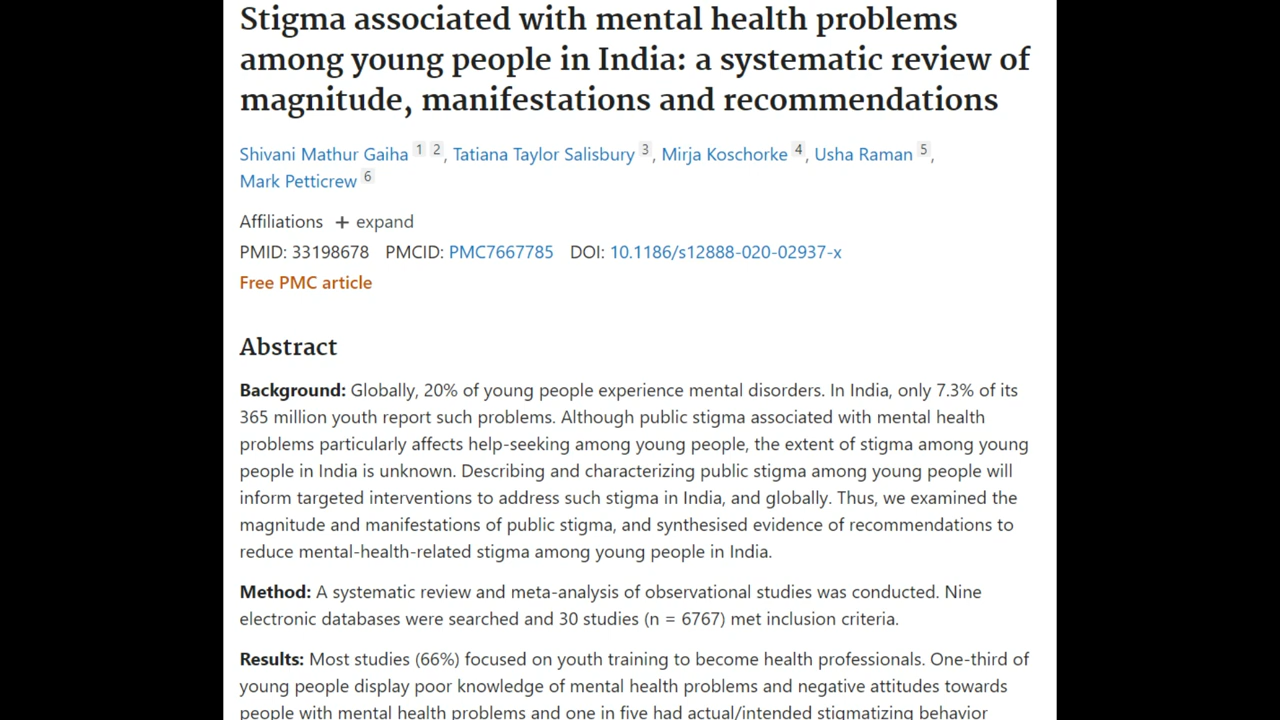 Stigma associated with mental health problems
among young people in India: a systematic review of
magnitude, manifestations and recommendations
Shivani Mathur Gaiha 1 2, Tatiana Taylor Salisbury 3, Mirja Koschorke 4, Usha Raman 5,
Mark Petticrew 6
Affiliations + expand
PMID: 33198678 PMCID: PMC7667785 DOI: 10.1186/s12888-020-02937-x
Free PMC article
Abstract
Background: Globally, 20% of young people experience mental disorders. In India, only 7.3% of its
365 million youth report such problems. Although public stigma associated with mental health
problems particularly affects help-seeking among young people, the extent of stigma among young
people in India is unknown. Describing and characterizing public stigma among young people will
inform targeted interventions to address such stigma in India, and globally. Thus, we examined the
magnitude and manifestations of public stigma, and synthesised evidence of recommendations to
reduce mental-health-related stigma among young people in India.
Method: A systematic review and meta-analysis of observational studies was conducted. Nine
electronic databases were searched and 30 studies (n = 6767) met inclusion criteria.
Results: Most studies (66%) focused on youth training to become health professionals. One-third of
young people display poor knowledge of mental health problems and negative attitudes towards
people with mental health problems and one in five had actual/intended stigmatizing behavior